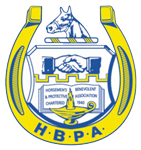 HORSEMEN'S BENEVOLENT
& PROTECTIVE ASSOCIATION
CHARTERED 1940
H·B·P·A·